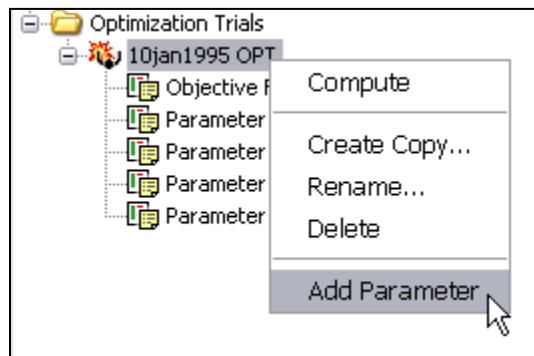 Optimization Trials
10jan1995 OPT
Objective
Compute
Parameter
Parameter
Create Copy...
Parameter
Rename...
Parameter
Delete
Add Parameter